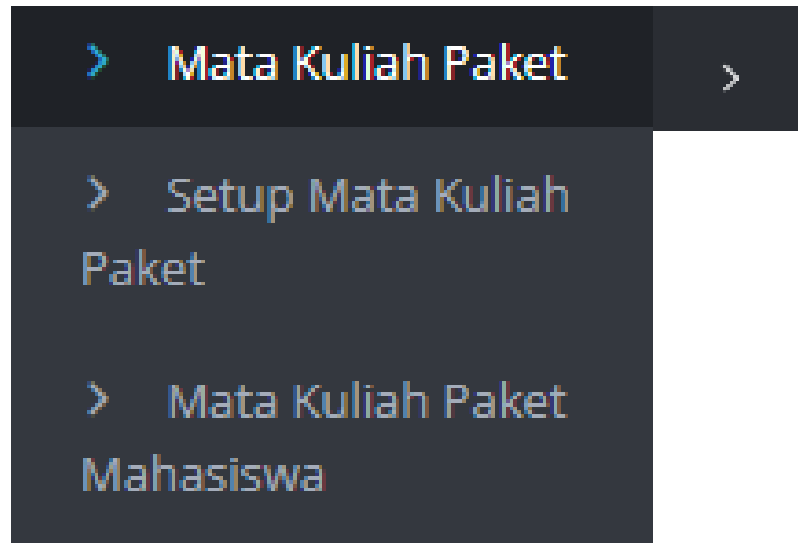 Mata Kuliah Paket
Setup Mata Kuliah
Paket
Mata Kuliah Paket
Mahasiswa